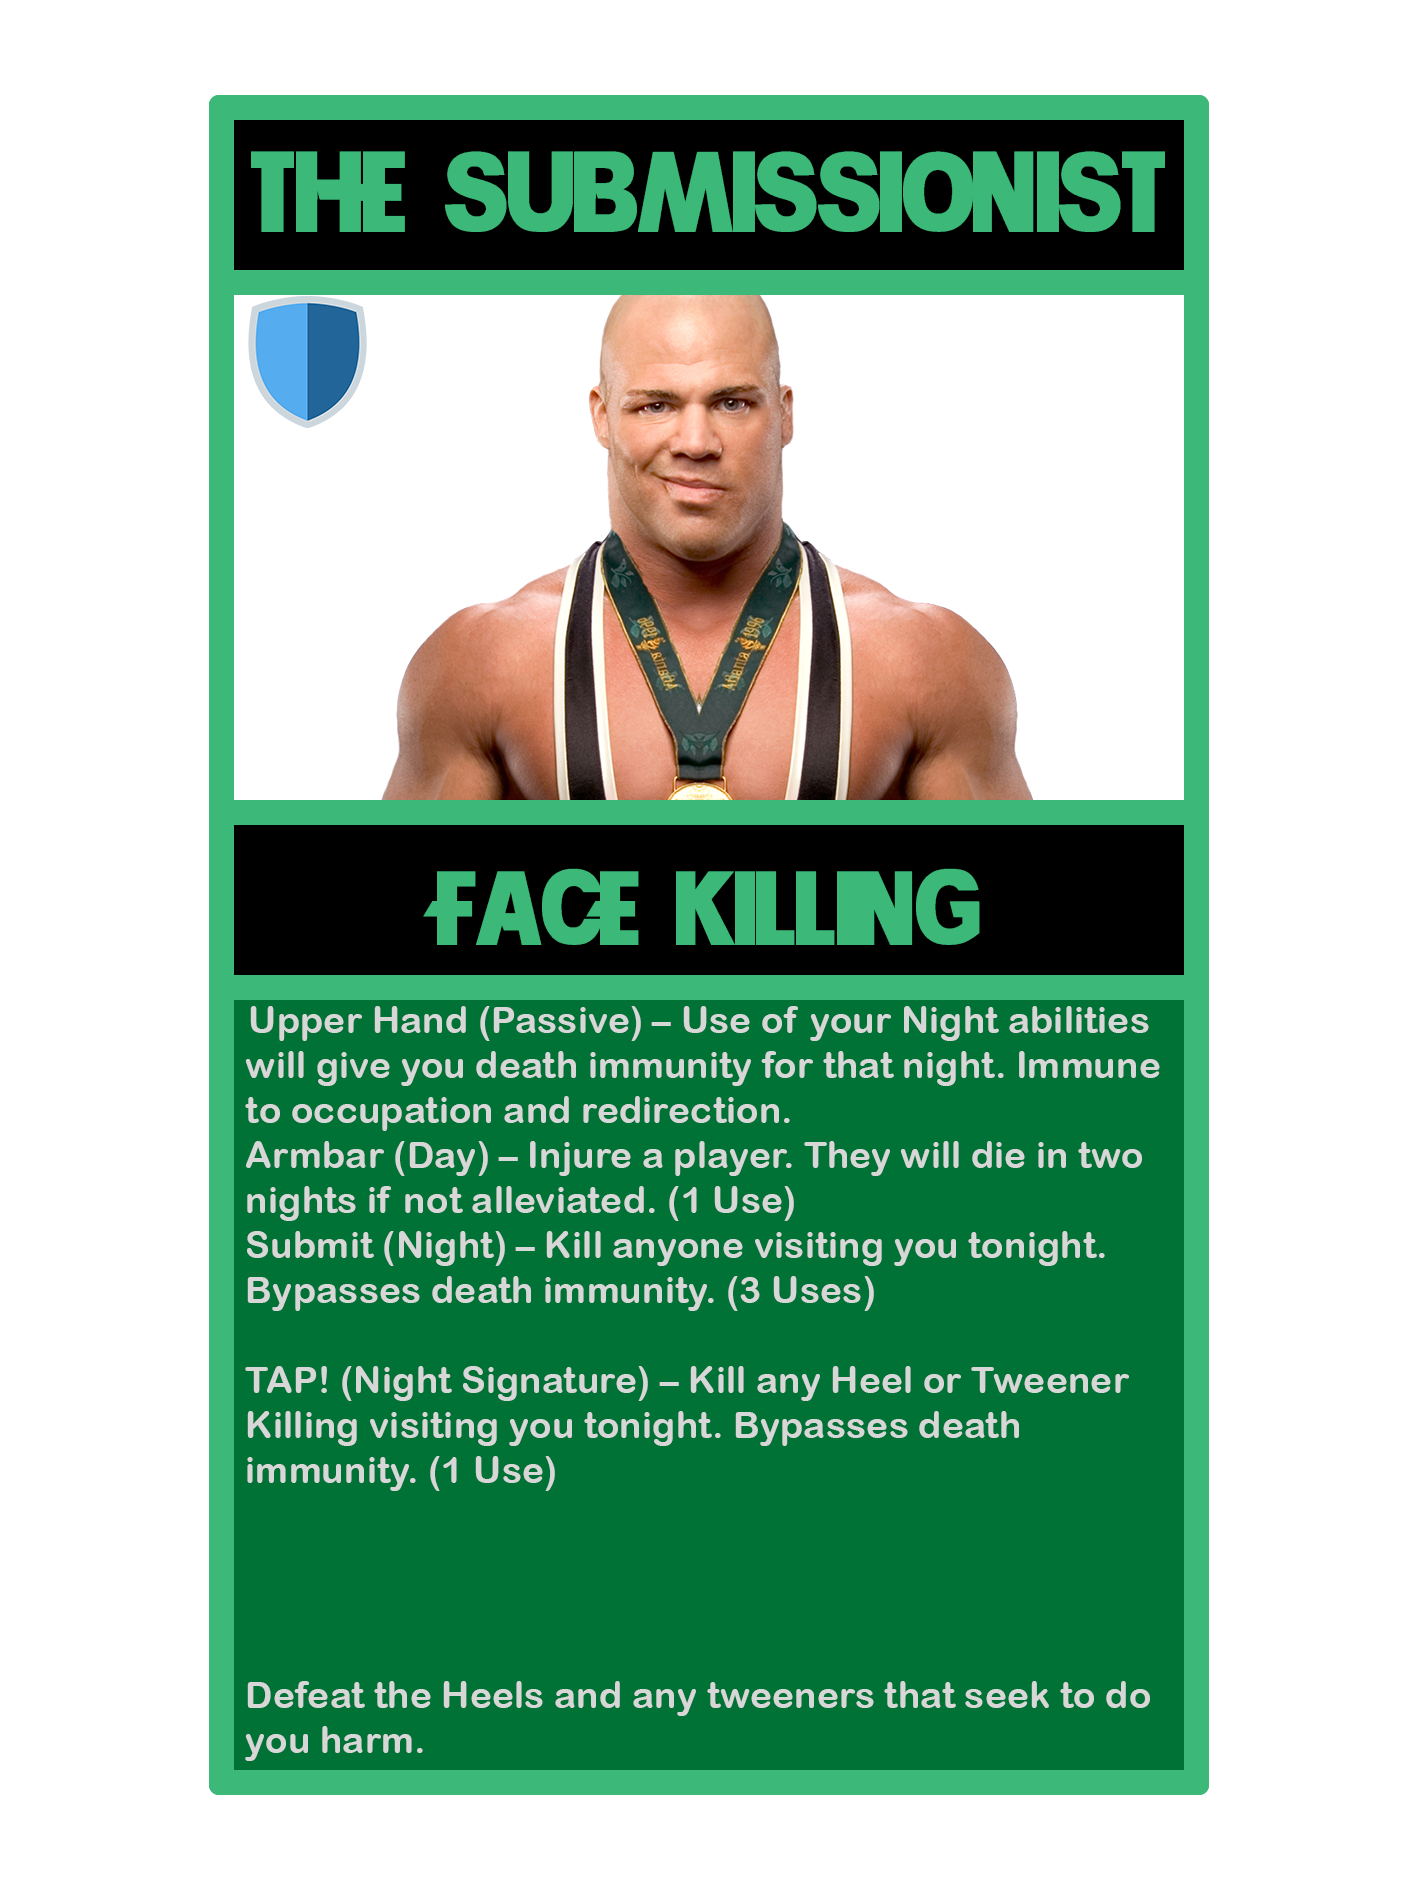 THE SUBMISSIONIST
Atlanta 1996
FACE KILLING
Upper Hand (Passive) – Use of your Night abilities
will give you death immunity for that night. Immune
to occupation and redirection.
Armbar (Day) – Injure a player. They will die in two
nights if not alleviated. (1 Use)
Submit (Night) – Kill anyone visiting you tonight.
Bypasses death immunity. (3 Uses)
TAP! (Night Signature) – Kill any Heel or Tweener
Killing visiting you tonight. Bypasses death
immunity. (1 Use)
Defeat the Heels and any tweeners that seek to do
you harm.